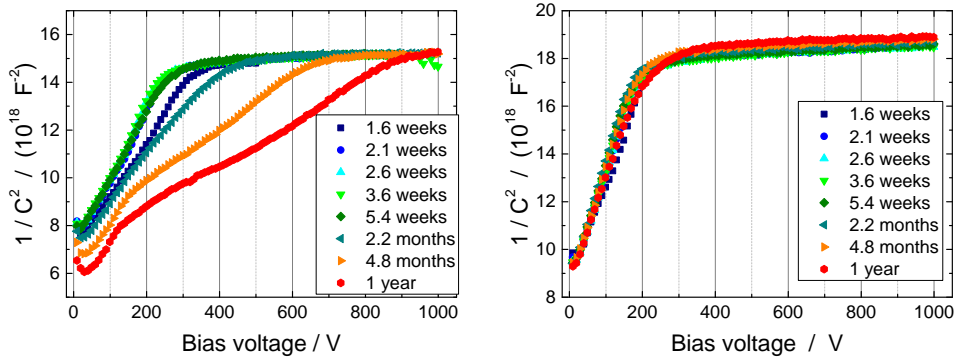 1 / C² / (10¹⁸ F⁻²)
16
14
12
10
8
6
0 200 400 600 800 1000
Bias voltage / V
1.6 weeks
2.1 weeks
2.6 weeks
3.6 weeks
5.4 weeks
2.2 months
4.8 months
1 year
1 / C² / (10¹⁸ F⁻²)
20
18
16
14
12
10
8
0 200 400 600 800 1000
Bias voltage / V
1.6 weeks
2.1 weeks
2.6 weeks
3.6 weeks
5.4 weeks
2.2 months
4.8 months
1 year